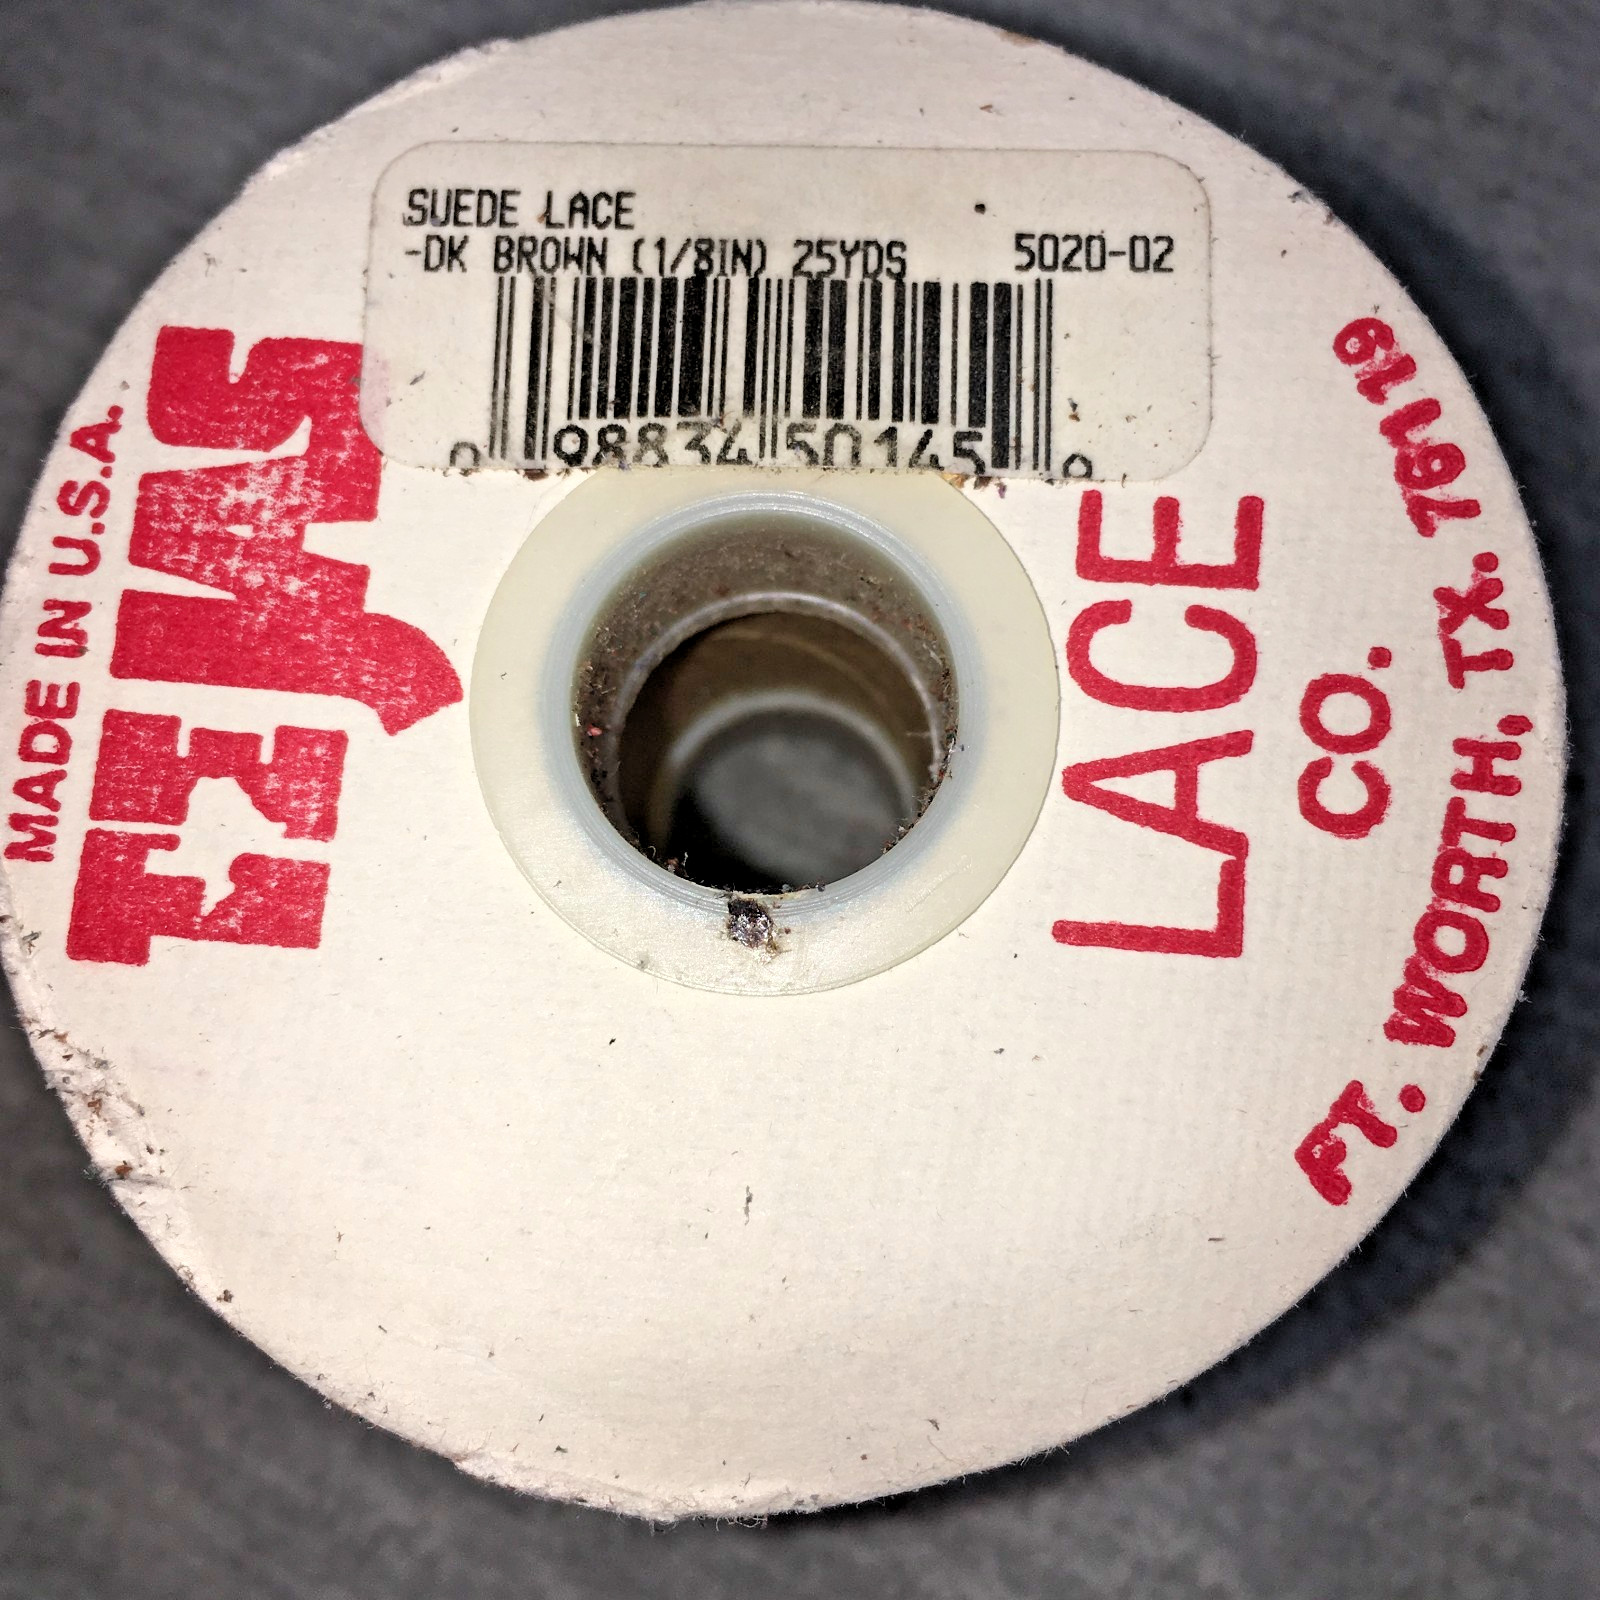 SUEDE LACE
-DK BROWN (1/8IN) 25YDS 5020-02
0 98834 50145 9
MADE IN U.S.A.
TEJAS
LACE
CO.
FT. WORTH, TX. 76119